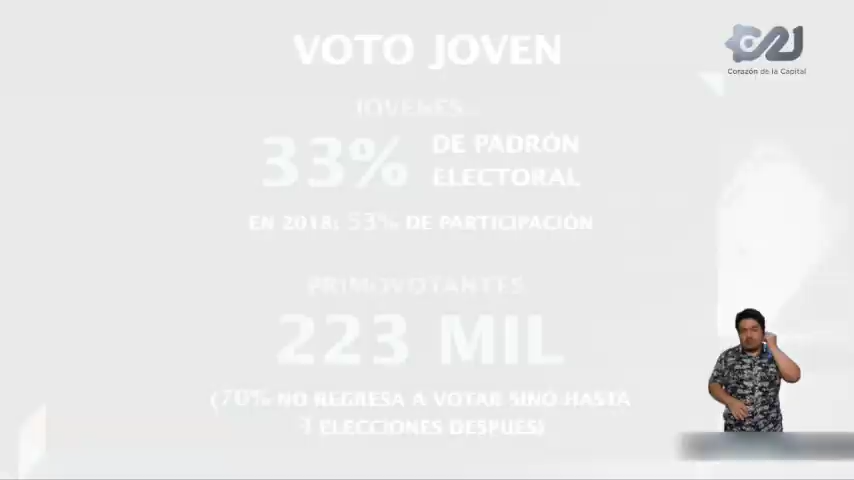 VOTO JOVEN
Corazón de la Capital
JOVENES
33%
DE PADRÓN
ELECTORAL
EN 2018: 53% DE PARTICIPACIÓN
PRIMOVOTANTES
223 MIL
(70% NO REGRESA A VOTAR SINO HASTA
3 ELECCIONES DESPUÉS)